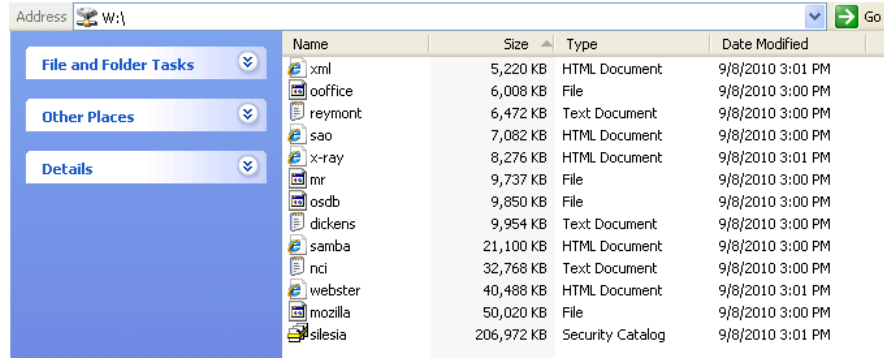 Address W:\ Go
File and Folder Tasks
Other Places
Details
Name Size Type Date Modified
xml 5,220 KB HTML Document 9/8/2010 3:01 PM
ooffice 6,008 KB File 9/8/2010 3:00 PM
reymont 6,472 KB Text Document 9/8/2010 3:00 PM
sao 7,082 KB HTML Document 9/8/2010 3:00 PM
x-ray 8,276 KB HTML Document 9/8/2010 3:01 PM
mr 9,737 KB File 9/8/2010 3:00 PM
osdb 9,850 KB File 9/8/2010 3:00 PM
dickens 9,954 KB Text Document 9/8/2010 3:00 PM
samba 21,100 KB HTML Document 9/8/2010 3:00 PM
nci 32,768 KB Text Document 9/8/2010 3:00 PM
webster 40,488 KB HTML Document 9/8/2010 3:01 PM
mozilla 50,020 KB File 9/8/2010 3:00 PM
silesia 206,972 KB Security Catalog 9/8/2010 3:01 PM